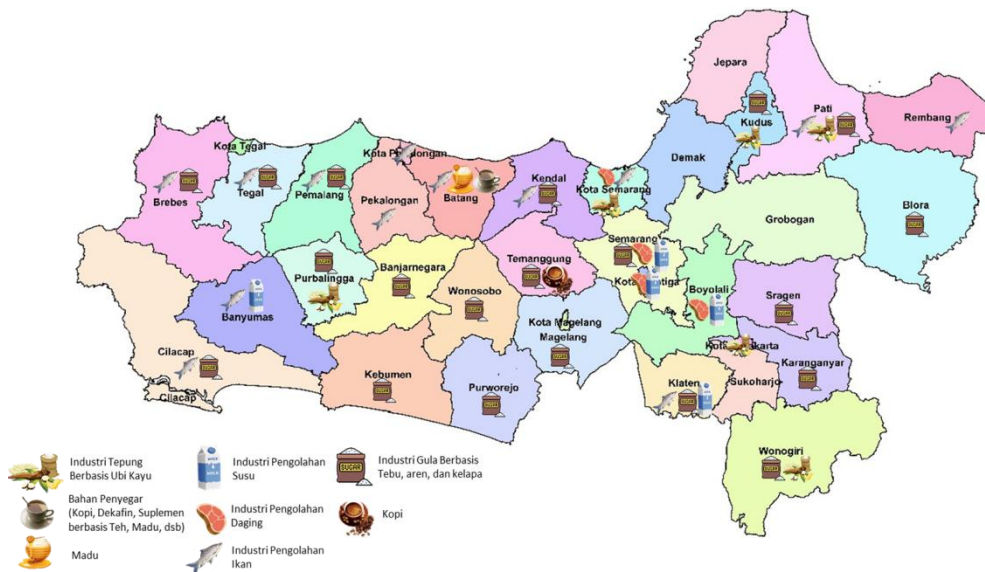 Jepara
Kudus
Pati
Rembang
Kota Tegal
Brebes
Tegal
Pemalang
Pekalongan
Batang
Kendal
Kota Semarang
Demak
Grobogan
Blora
Purbalingga
Banjarnegara
Wonosobo
Temanggung
Semarang
Boyolali
Sragen
Banyumas
Kota Magelang
Magelang
Cilacap
Cilacap
Kebumen
Purworejo
Klaten
Sukoharjo
Karanganyar
Wonogiri
Industri Tepung
Berbasis Ubi Kayu
Bahan Penyegar
(Kopi, Dekafin, Suplemen
berbasis Teh, Madu, dsb)
Madu
Industri Pengolahan
Susu
Industri Pengolahan
Daging
Industri Pengolahan
Ikan
SUGAR
Industri Gula Berbasis
Tebu, aren, dan kelapa
Kopi